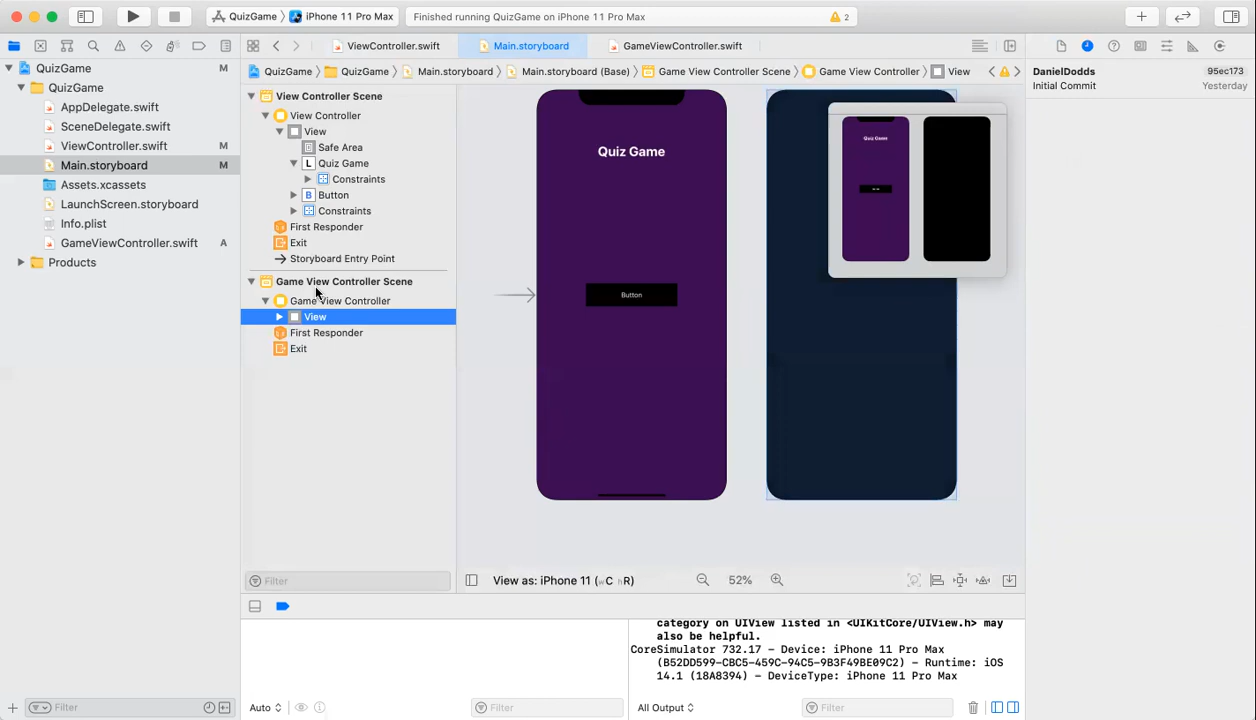 QuizGame
iPhone 11 Pro Max
Finished running QuizGame on iPhone 11 Pro Max
2
ViewController.swift
Main.storyboard
GameViewController.swift
QuizGame
QuizGame
Main.storyboard
Main.storyboard (Base)
Game View Controller Scene
Game View Controller
View
QuizGame M
QuizGame
AppDelegate.swift
SceneDelegate.swift
ViewController.swift M
Main.storyboard M
Assets.xcassets
LaunchScreen.storyboard
Info.plist
GameViewController.swift A
Products
View Controller Scene
View Controller
View
Safe Area
L Quiz Game
Constraints
B Button
Constraints
First Responder
Exit
Storyboard Entry Point
Game View Controller Scene
Game View Controller
View
First Responder
Exit
Quiz Game
Button
Quiz Game
DanielDodds 95ec173
Initial Commit Yesterday
Filter
View as: iPhone 11 (wC hR)
52%
category on UIView listed in <UIKitCore/UIView.h> may
also be helpful.
CoreSimulator 732.17 - Device: iPhone 11 Pro Max
(B52DD599-CBC5-459C-94C5-9B3F49BE09C2) - Runtime: iOS
14.1 (18A8394) - DeviceType: iPhone 11 Pro Max
Filter
Auto
Filter
All Output
Filter